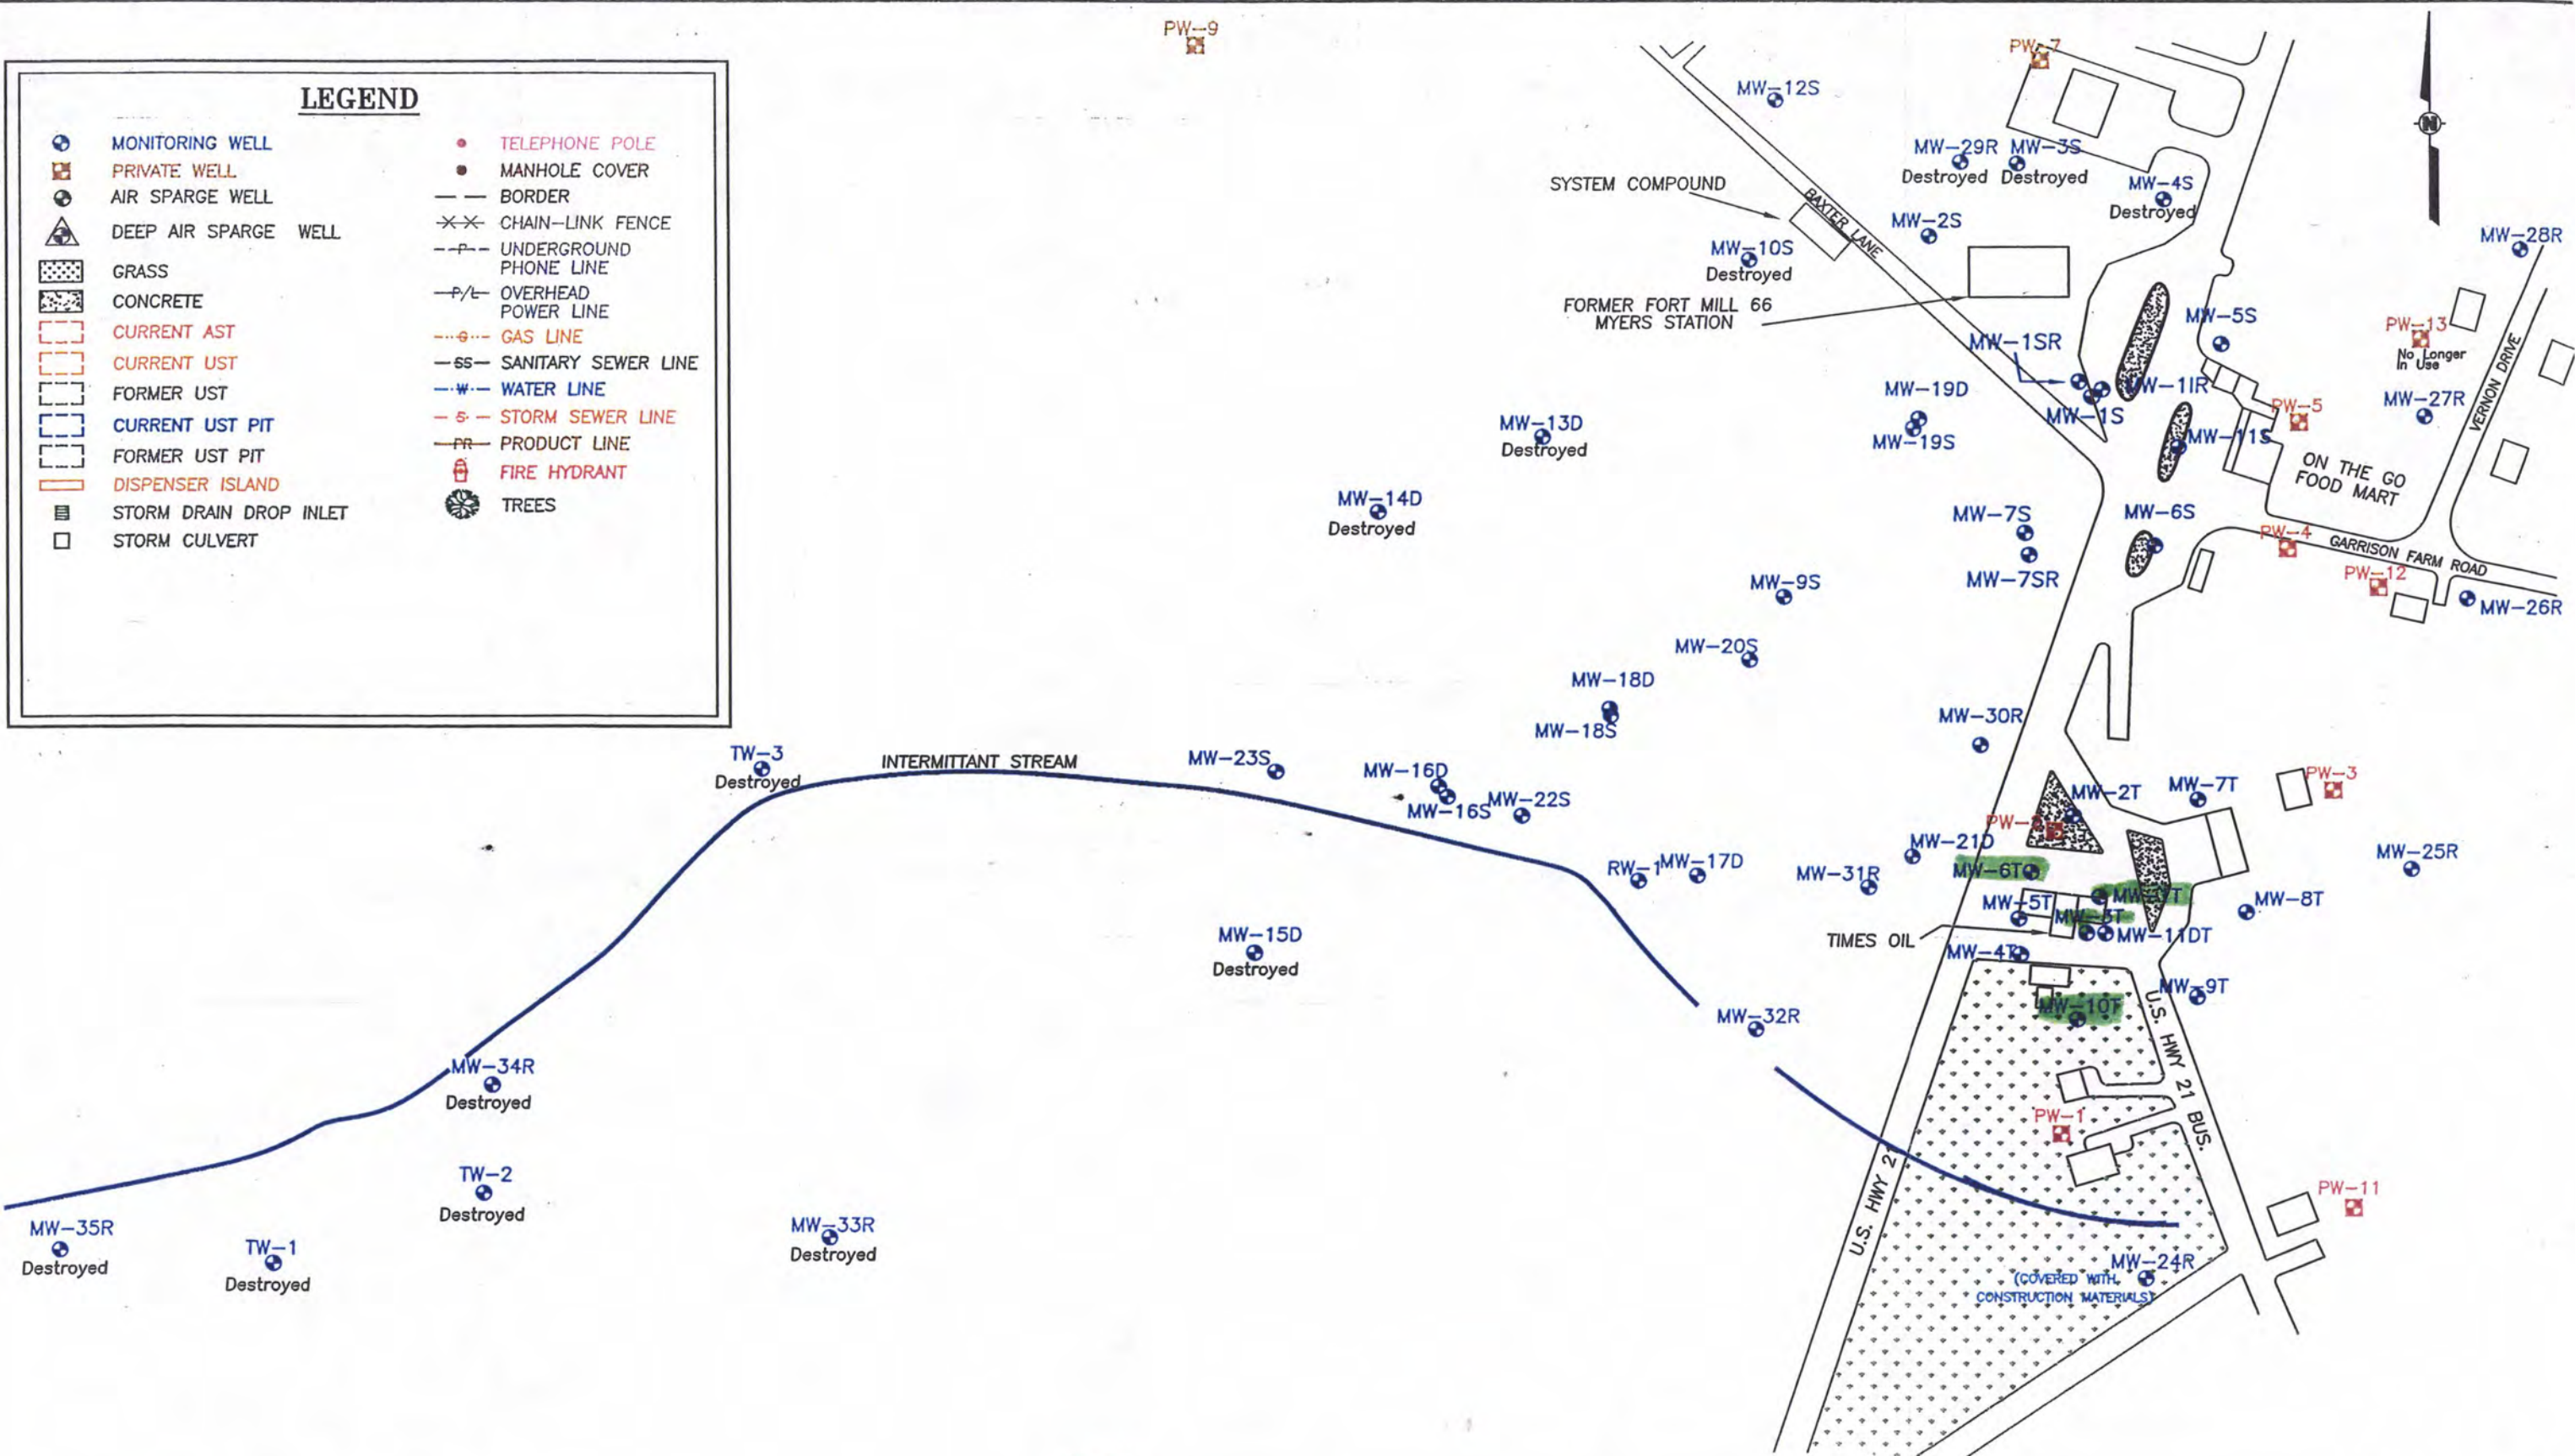 LEGEND
MONITORING WELL
PRIVATE WELL
AIR SPARGE WELL
DEEP AIR SPARGE WELL
GRASS
CONCRETE
CURRENT AST
CURRENT UST
FORMER UST
CURRENT UST PIT
FORMER UST PIT
DISPENSER ISLAND
STORM DRAIN DROP INLET
STORM CULVERT
TELEPHONE POLE
MANHOLE COVER
BORDER
CHAIN-LINK FENCE
P UNDERGROUND
PHONE LINE
P/L OVERHEAD
POWER LINE
G GAS LINE
SS SANITARY SEWER LINE
W WATER LINE
S STORM SEWER LINE
PR PRODUCT LINE
FIRE HYDRANT
TREES
PW-9
PW-7
N
MW-12S
MW-29R
Destroyed
MW-3S
Destroyed
MW-4S
Destroyed
SYSTEM COMPOUND
BAXTER LANE
MW-2S
MW-10S
Destroyed
MW-28R
FORMER FORT MILL 66
MYERS STATION
MW-5S
PW-13
No Longer
In Use
MW-1SR
MW-1IR
MW-1S
MW-19D
MW-19S
MW-27R
VERNON DRIVE
PW-5
MW-13D
Destroyed
MW-11S
ON THE GO
FOOD MART
MW-14D
Destroyed
MW-7S
MW-7SR
MW-6S
PW-4
GARRISON FARM ROAD
PW-12
MW-26R
MW-9S
MW-20S
MW-18D
MW-18S
MW-30R
TW-3
Destroyed
INTERMITTANT STREAM
MW-23S
MW-16D
MW-16S
MW-22S
MW-2T
MW-7T
PW-3
PW-2
MW-21D
MW-6T
MW-25R
RW-1
MW-17D
MW-31R
MW-1T
MW-5T
MW-3T
MW-8T
MW-11DT
TIMES OIL
MW-4T
MW-15D
Destroyed
MW-9T
MW-10T
MW-32R
U.S. HWY 21 BUS.
MW-34R
Destroyed
PW-1
TW-2
Destroyed
U.S. HWY 21
PW-11
MW-35R
Destroyed
TW-1
Destroyed
MW-33R
Destroyed
MW-24R
(COVERED WITH
CONSTRUCTION MATERIALS)